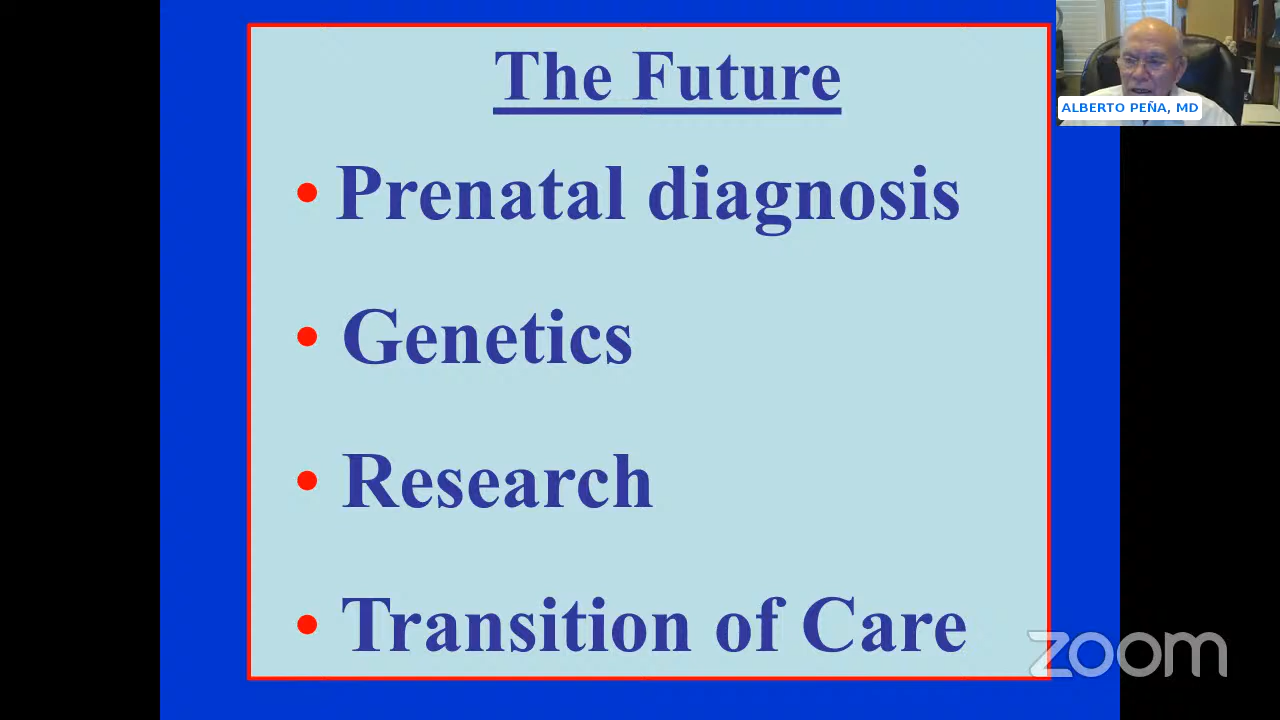 The Future
• Prenatal diagnosis
• Genetics
• Research
• Transition of Care
ALBERTO PEÑA, MD
zoom